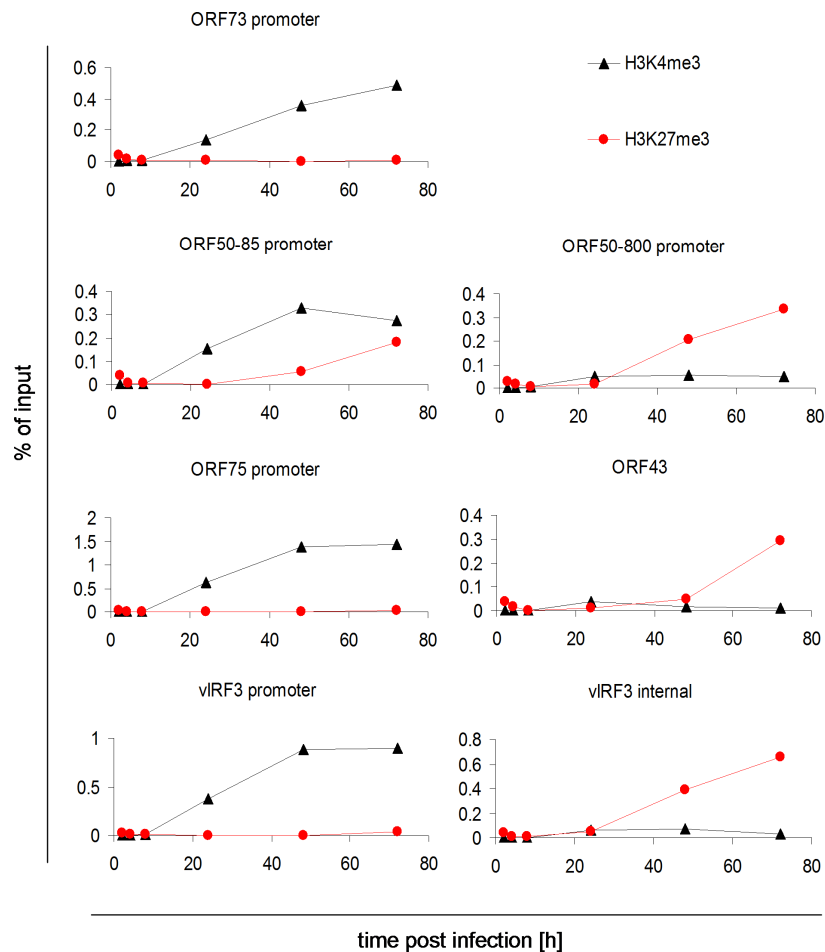 ORF73 promoter
H3K4me3
H3K27me3
0.6
0.4
0.2
0
0 20 40 60 80
ORF50-85 promoter
0.4
0.3
0.2
0.1
0
0 20 40 60 80
ORF50-800 promoter
0.4
0.3
0.2
0.1
0
0 20 40 60 80
% of input
ORF75 promoter
2
1.5
1
0.5
0
0 20 40 60 80
ORF43
0.4
0.3
0.2
0.1
0
0 20 40 60 80
vIRF3 promoter
1
0.5
0
0 20 40 60 80
vIRF3 internal
0.8
0.6
0.4
0.2
0
0 20 40 60 80
time post infection [h]